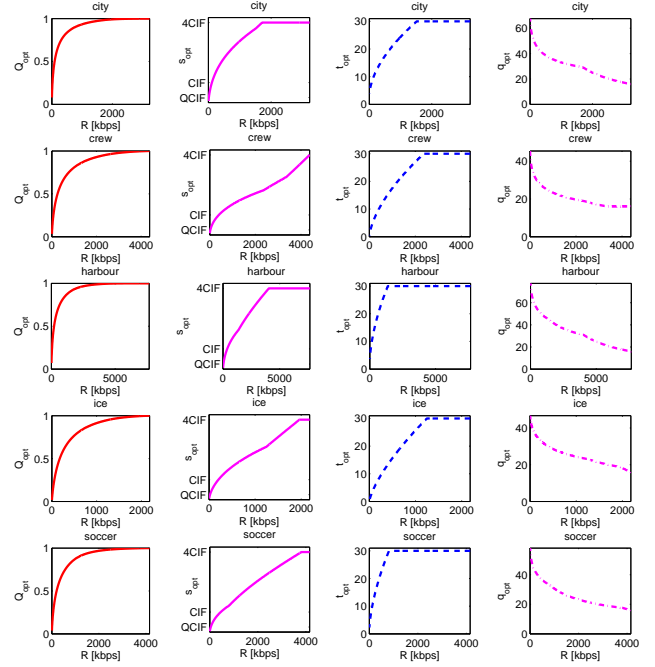 city city city city
1 4CIF 30 60
Q_opt 0.5 s_opt t_opt 20 q_opt 40
CIF 10 20
0 QCIF 0 0
0 2000 0 2000 0 2000 0 2000
R [kbps] R [kbps] R [kbps] R [kbps]
crew crew crew crew
1 4CIF 30 40
Q_opt 0.5 s_opt t_opt 20 q_opt
CIF 10 20
0 QCIF 0 0
0 2000 4000 0 2000 4000 0 2000 4000 0 2000 4000
R [kbps] R [kbps] R [kbps] R [kbps]
harbour harbour harbour harbour
1 4CIF 30 60
Q_opt 0.5 s_opt t_opt 20 q_opt 40
CIF 10 20
0 QCIF 0 0
0 5000 0 5000 0 5000 0 5000
R [kbps] R [kbps] R [kbps] R [kbps]
ice ice ice ice
1 4CIF 30 40
Q_opt 0.5 s_opt t_opt 20 q_opt 20
CIF 10
0 QCIF 0 0
0 1000 2000 0 1000 2000 0 1000 2000 0 1000 2000
R [kbps] R [kbps] R [kbps] R [kbps]
soccer soccer soccer soccer
1 4CIF 30
Q_opt 0.5 s_opt t_opt 20 q_opt 40
CIF 10 20
0 QCIF 0 0
0 2000 4000 0 2000 4000 0 2000 4000 0 2000 4000
R [kbps] R [kbps] R [kbps] R [kbps]